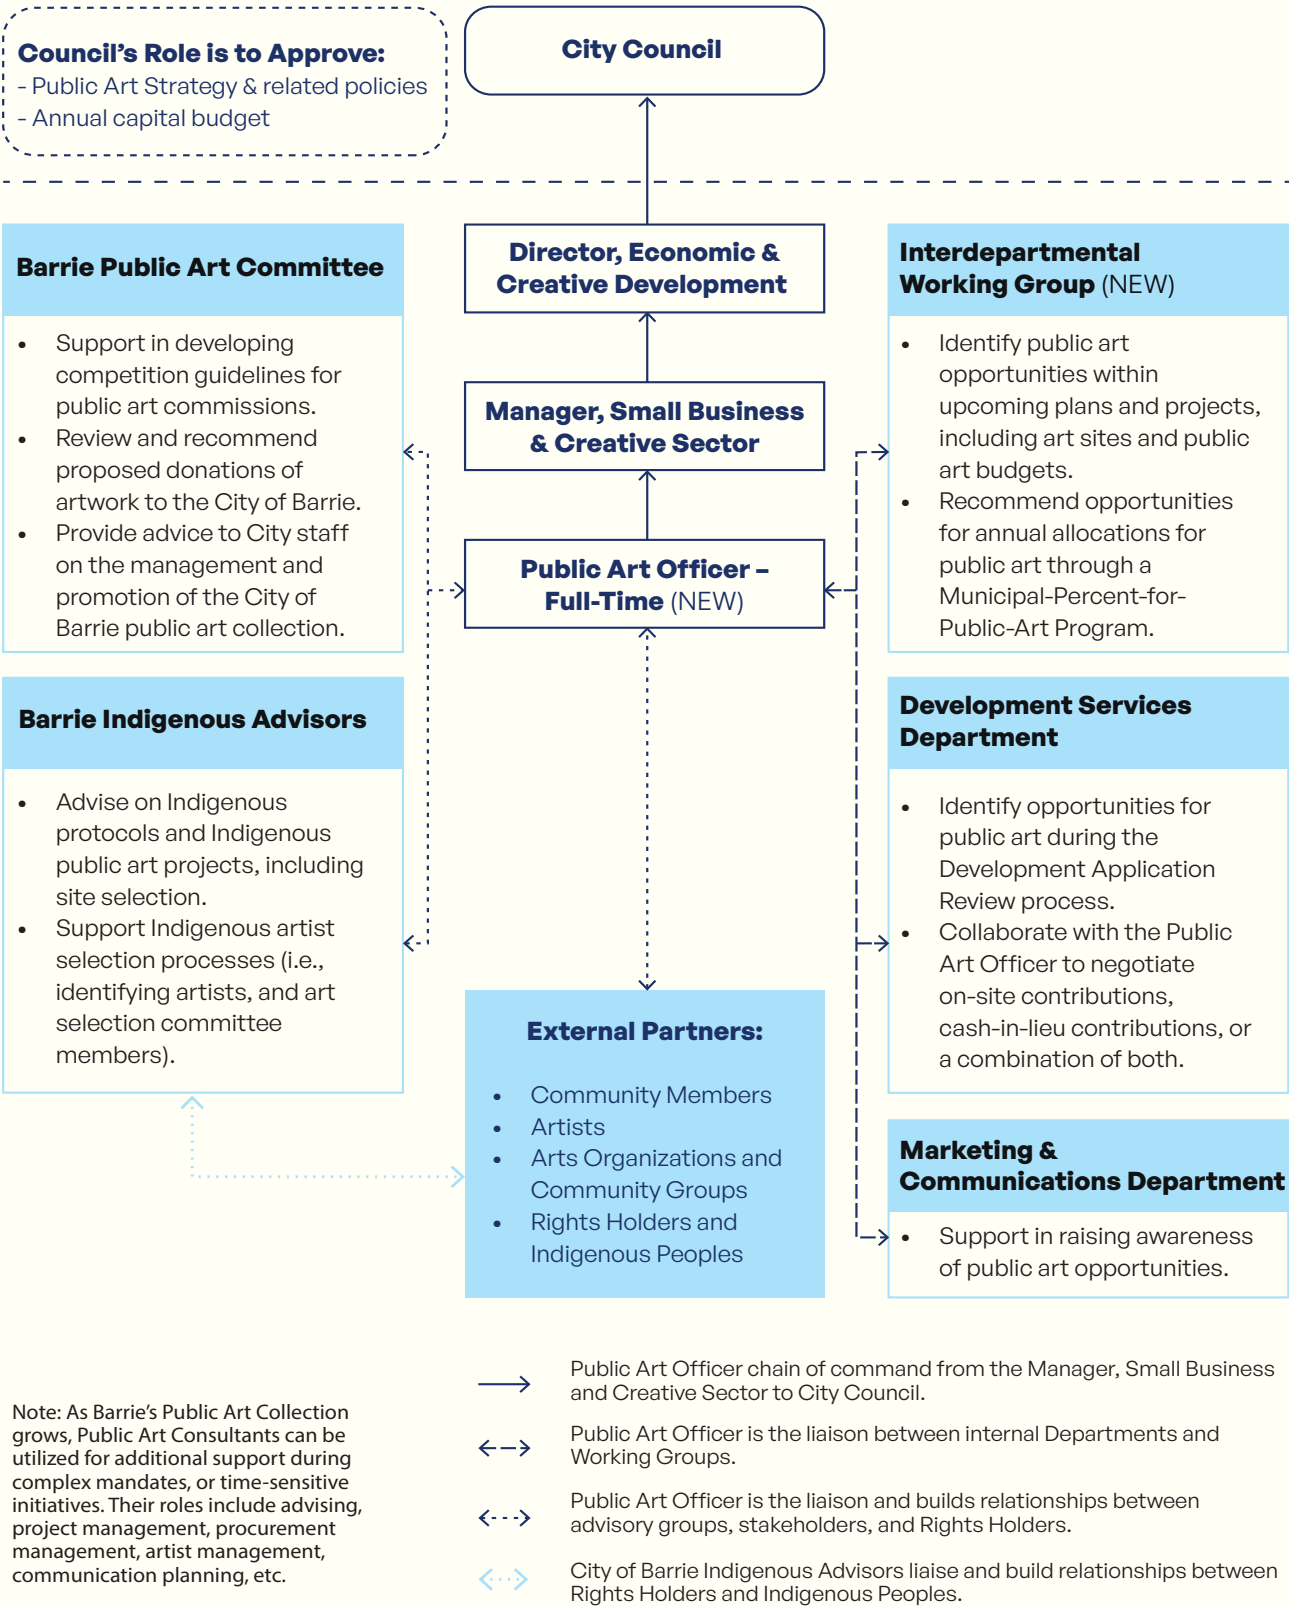 Council's Role is to Approve:
- Public Art Strategy & related policies
- Annual capital budget
City Council
Director, Economic &
Creative Development
Manager, Small Business
& Creative Sector
Public Art Officer –
Full-Time (NEW)
Barrie Public Art Committee
• Support in developing
competition guidelines for
public art commissions.
• Review and recommend
proposed donations of
artwork to the City of Barrie.
• Provide advice to City staff
on the management and
promotion of the City of
Barrie public art collection.
Barrie Indigenous Advisors
• Advise on Indigenous
protocols and Indigenous
public art projects, including
site selection.
• Support Indigenous artist
selection processes (i.e.,
identifying artists, and art
selection committee
members).
External Partners:
• Community Members
• Artists
• Arts Organizations and
Community Groups
• Rights Holders and
Indigenous Peoples
Interdepartmental
Working Group (NEW)
• Identify public art
opportunities within
upcoming plans and projects,
including art sites and public
art budgets.
• Recommend opportunities
for annual allocations for
public art through a
Municipal-Percent-for-
Public-Art Program.
Development Services
Department
• Identify opportunities for
public art during the
Development Application
Review process.
• Collaborate with the Public
Art Officer to negotiate
on-site contributions,
cash-in-lieu contributions, or
a combination of both.
Marketing &
Communications Department
• Support in raising awareness
of public art opportunities.
Note: As Barrie's Public Art Collection
grows, Public Art Consultants can be
utilized for additional support during
complex mandates, or time-sensitive
initiatives. Their roles include advising,
project management, procurement
management, artist management,
communication planning, etc.
Public Art Officer chain of command from the Manager, Small Business
and Creative Sector to City Council.
Public Art Officer is the liaison between internal Departments and
Working Groups.
Public Art Officer is the liaison and builds relationships between
advisory groups, stakeholders, and Rights Holders.
City of Barrie Indigenous Advisors liaise and build relationships between
Rights Holders and Indigenous Peoples.